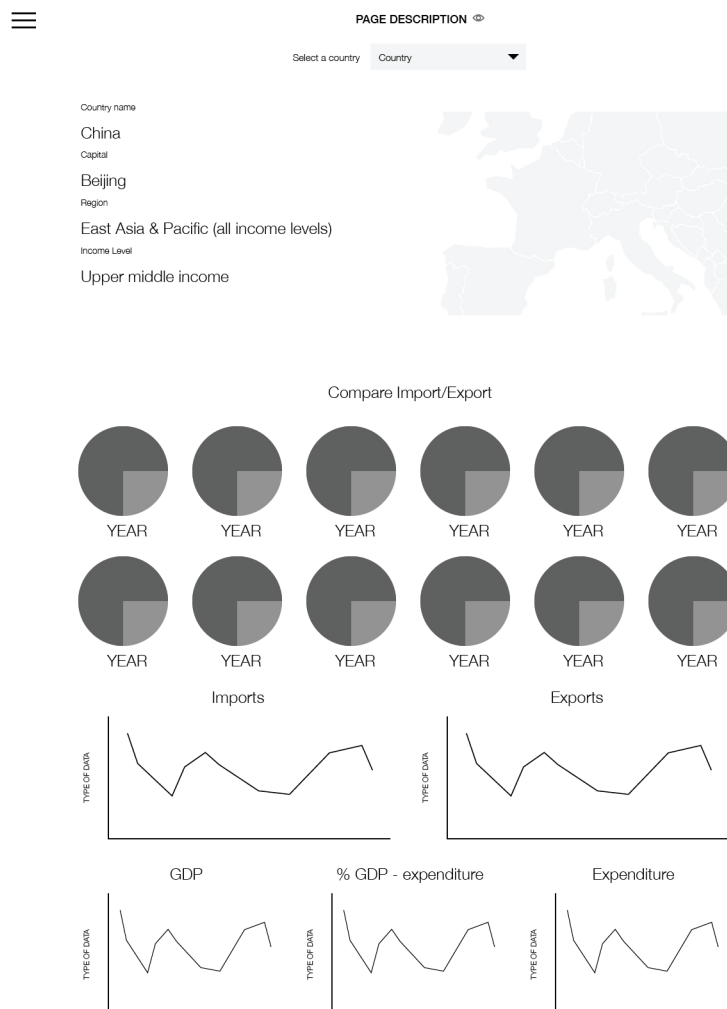 PAGE DESCRIPTION
Select a country Country
Country name
China
Capital
Beijing
Region
East Asia & Pacific (all income levels)
Income Level
Upper middle income
Compare Import/Export
YEAR YEAR YEAR YEAR YEAR YEAR
YEAR YEAR YEAR YEAR YEAR YEAR
Imports Exports
TYPE OF DATA TYPE OF DATA
GDP % GDP - expenditure Expenditure
TYPE OF DATA TYPE OF DATA TYPE OF DATA